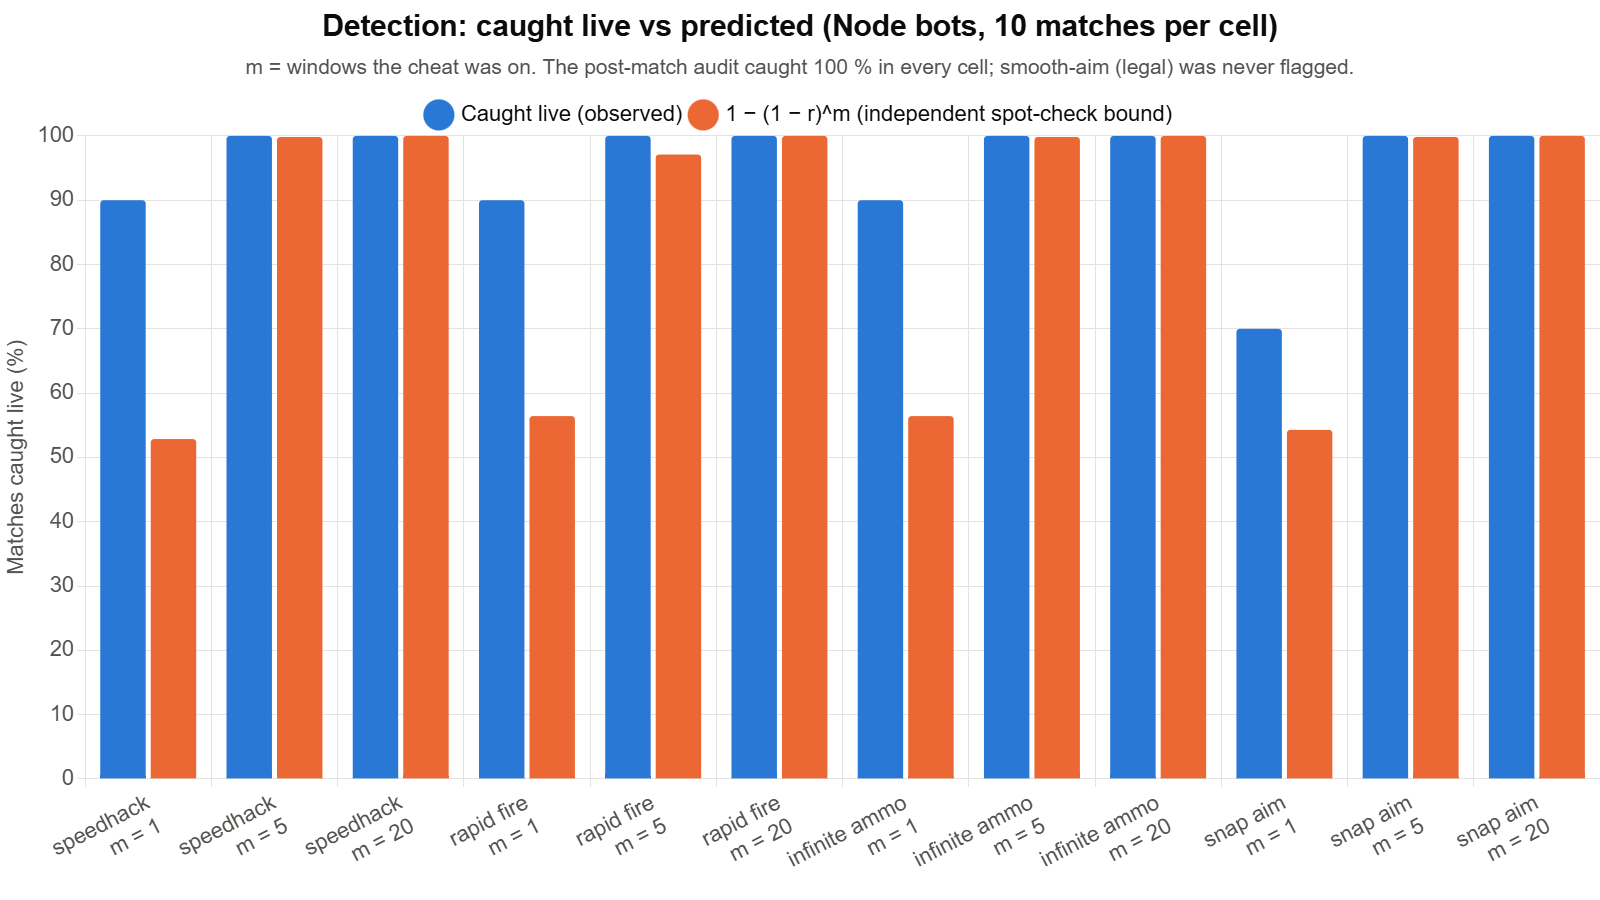 Detection: caught live vs predicted (Node bots, 10 matches per cell)
m = windows the cheat was on. The post-match audit caught 100 % in every cell; smooth-aim (legal) was never flagged.
Caught live (observed) 1 − (1 − r)^m (independent spot-check bound)
Matches caught live (%)
100
90
80
70
60
50
40
30
20
10
0
speedhack
m = 1
speedhack
m = 5
speedhack
m = 20
rapid fire
m = 1
rapid fire
m = 5
rapid fire
m = 20
infinite ammo
m = 1
infinite ammo
m = 5
infinite ammo
m = 20
snap aim
m = 1
snap aim
m = 5
snap aim
m = 20